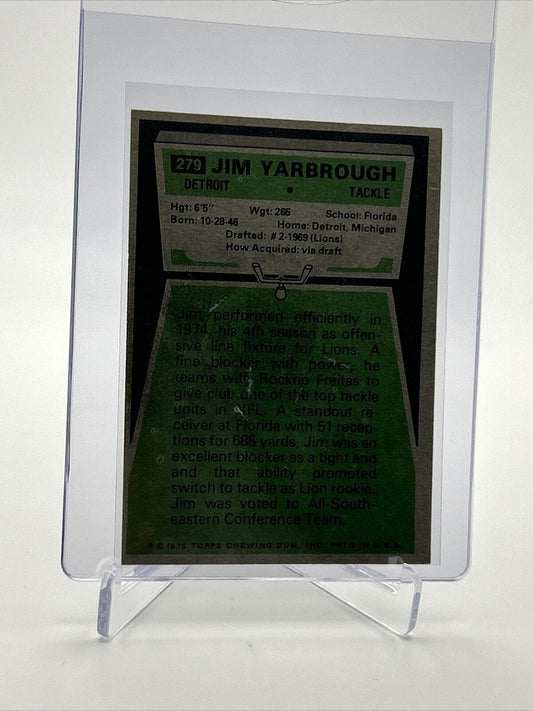 279 JIM YARBROUGH
DETROIT • TACKLE
Hgt: 6'5" Wgt: 265 School: Florida
Born: 10-28-46 Home: Detroit, Michigan
Drafted: #2-1969 (Lions)
How Acquired: via draft
Jim performed efficiently in
1974, his 4th season as offen-
sive line fixture for Lions. A
fine blocker with power, he
teams with Rockne Freitas to
give club one of the top tackle
units in NFL. A standout re-
ceiver at Florida with 51 recep-
tions for 685 yards, Jim was an
excellent blocker as a tight end
and that ability prompted
switch to tackle as Lion rookie.
Jim was voted to All-South-
eastern Conference Team.
★ © 1975 TOPPS CHEWING GUM, INC. PRTD IN U.S.A.